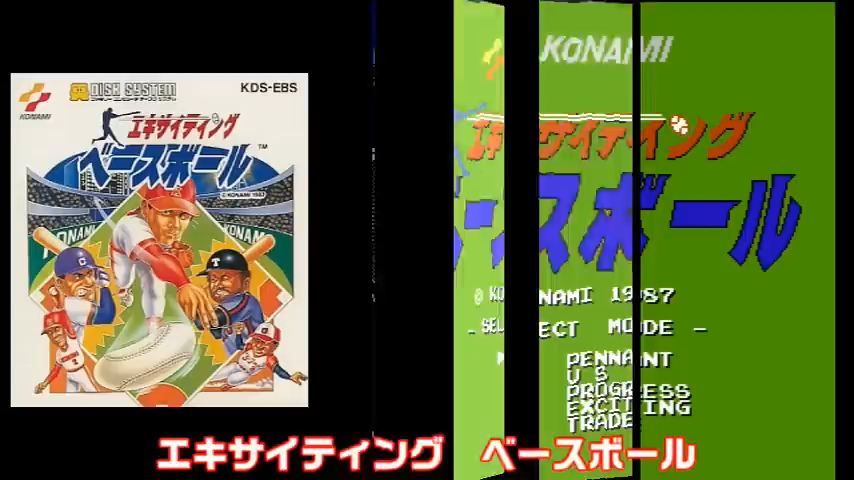 KONAMI
DISK SYSTEM
KDS-EBS
エキサイティング
ベースボール™
© KONAMI 1987
KONAMI
KONAMI
KONAMI
エキサイティング
ベースボール
© KONAMI 1987
- SELECT MODE -
PENNANT
V S
PROGRESS
EXCITING
TRADE
エキサイティング ベースボール